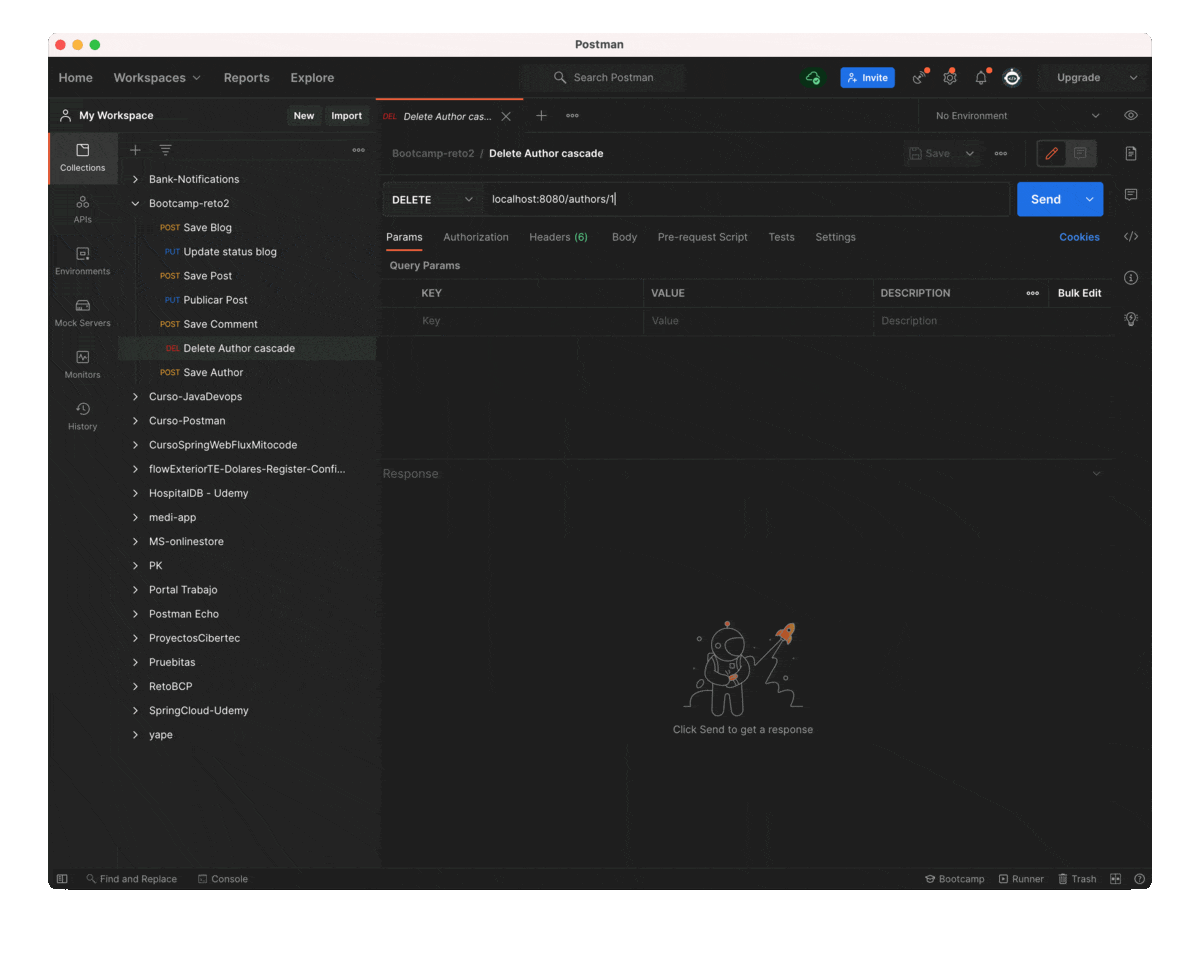 Postman
Home Workspaces Reports Explore Search Postman Invite Upgrade
My Workspace New Import DEL Delete Author cas... No Environment
Collections
APIs
Environments
Mock Servers
Monitors
History
Bank-Notifications
Bootcamp-reto2
POST Save Blog
PUT Update status blog
POST Save Post
PUT Publicar Post
POST Save Comment
DEL Delete Author cascade
POST Save Author
Curso-JavaDevops
Curso-Postman
CursoSpringWebFluxMitocode
flowExteriorTE-Dolares-Register-Confi...
HospitalDB - Udemy
medi-app
MS-onlinestore
PK
Portal Trabajo
Postman Echo
ProyectosCibertec
Pruebitas
RetoBCP
SpringCloud-Udemy
yape
Bootcamp-reto2 / Delete Author cascade Save
DELETE localhost:8080/authors/1 Send
Params Authorization Headers (6) Body Pre-request Script Tests Settings Cookies
Query Params
KEY VALUE DESCRIPTION Bulk Edit
Key Value Description
Response
Click Send to get a response
Find and Replace Console Bootcamp Runner Trash